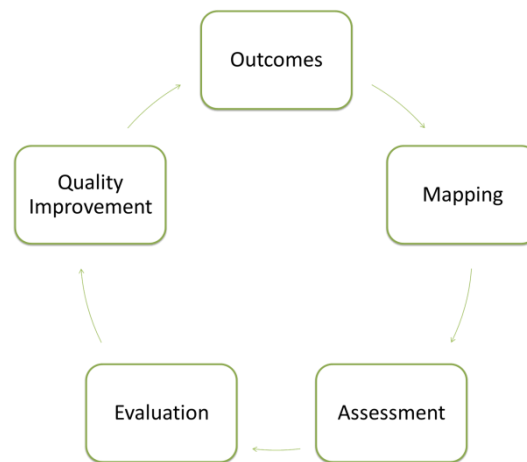 Outcomes
Mapping
Assessment
Evaluation
Quality
Improvement